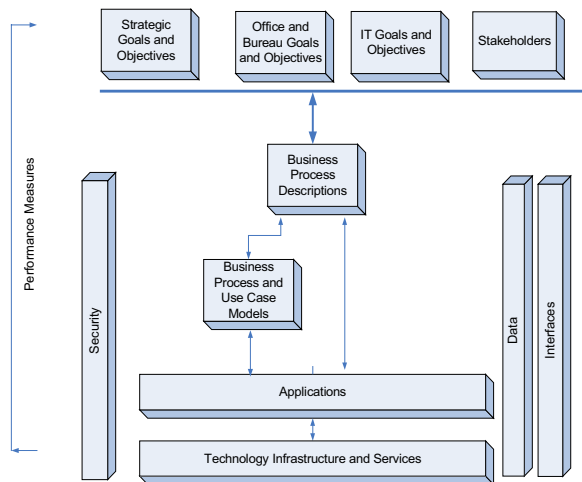 Strategic
Goals and
Objectives
Office and
Bureau Goals
and Objectives
IT Goals and
Objectives
Stakeholders
Performance Measures
Business
Process
Descriptions
Business
Process and
Use Case
Models
Security
Data
Interfaces
Applications
Technology Infrastructure and Services